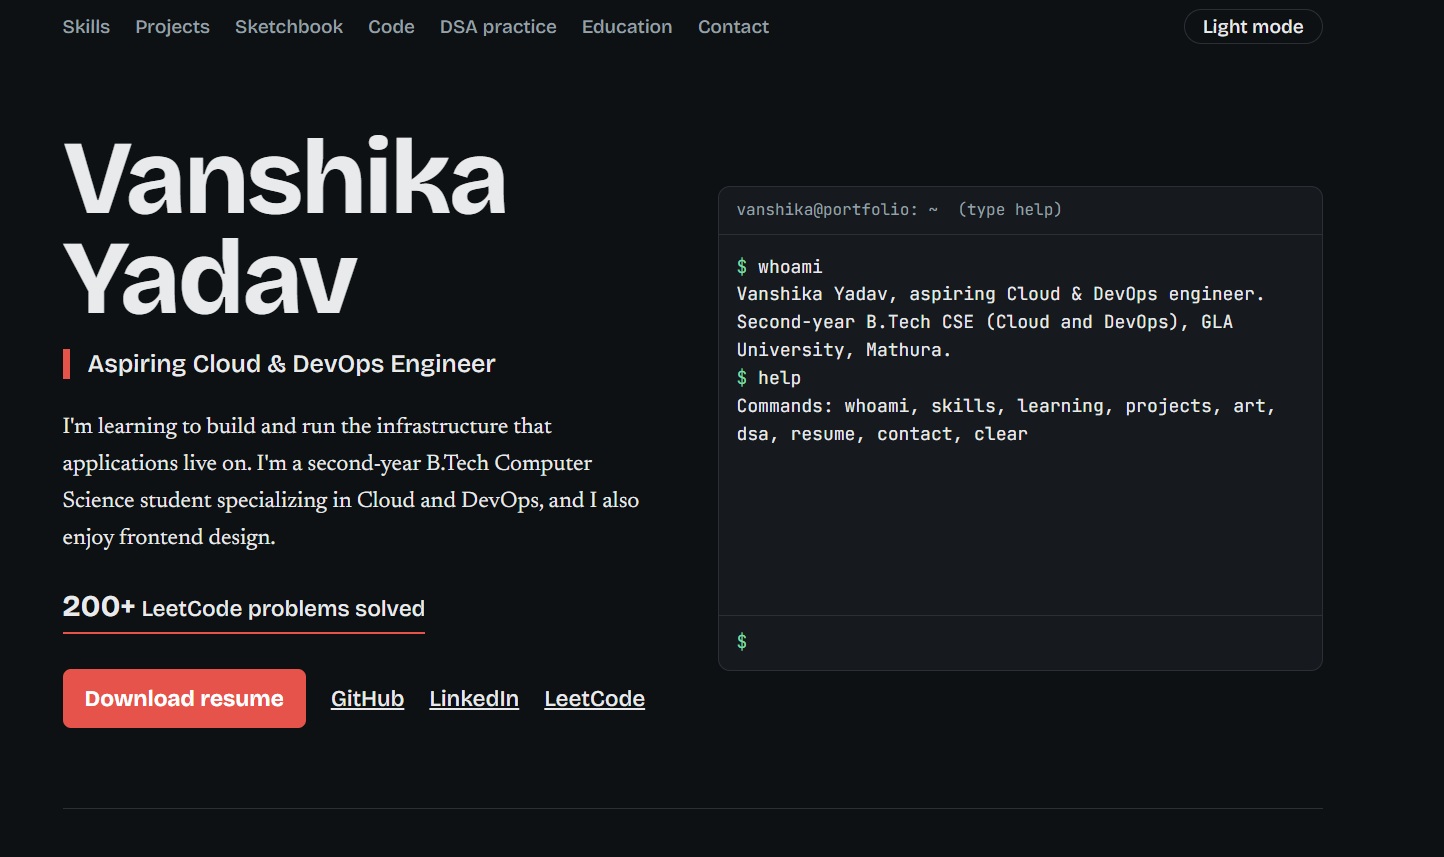 Skills Projects Sketchbook Code DSA practice Education Contact Light mode
Vanshika
Yadav
Aspiring Cloud & DevOps Engineer
I'm learning to build and run the infrastructure that
applications live on. I'm a second-year B.Tech Computer
Science student specializing in Cloud and DevOps, and I also
enjoy frontend design.
200+ LeetCode problems solved
Download resume GitHub LinkedIn LeetCode
vanshika@portfolio: ~ (type help)
$ whoami
Vanshika Yadav, aspiring Cloud & DevOps engineer.
Second-year B.Tech CSE (Cloud and DevOps), GLA
University, Mathura.
$ help
Commands: whoami, skills, learning, projects, art,
dsa, resume, contact, clear
$